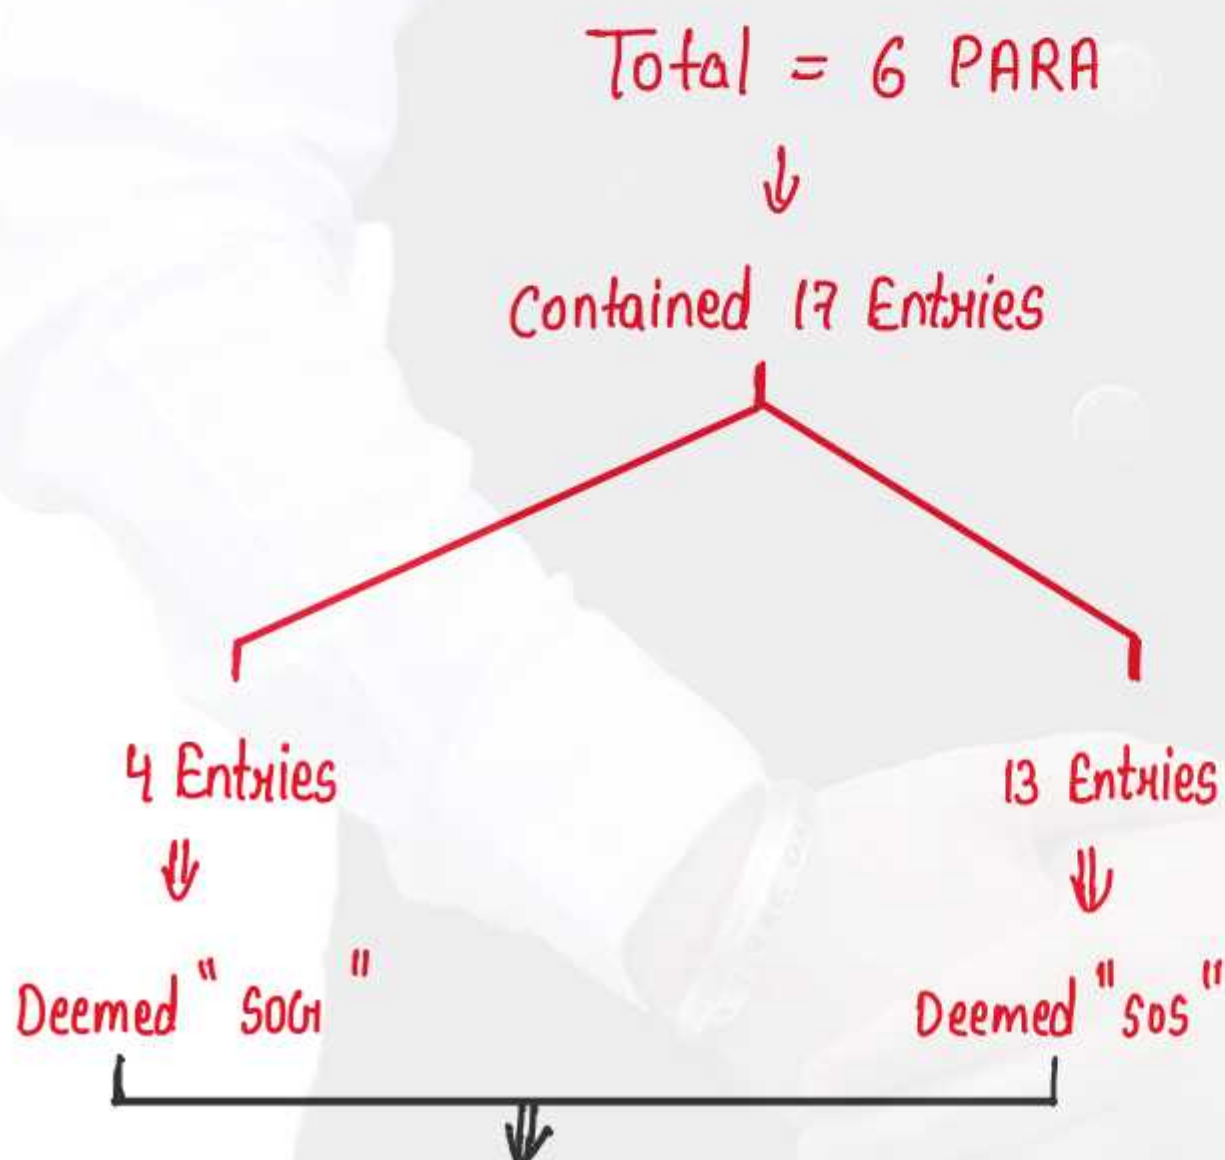 Total = 6 PARA
↓
Contained 17 Entries
4 Entries
13 Entries
⇓
⇓
Deemed "SOG"
Deemed "SOS"
⇓